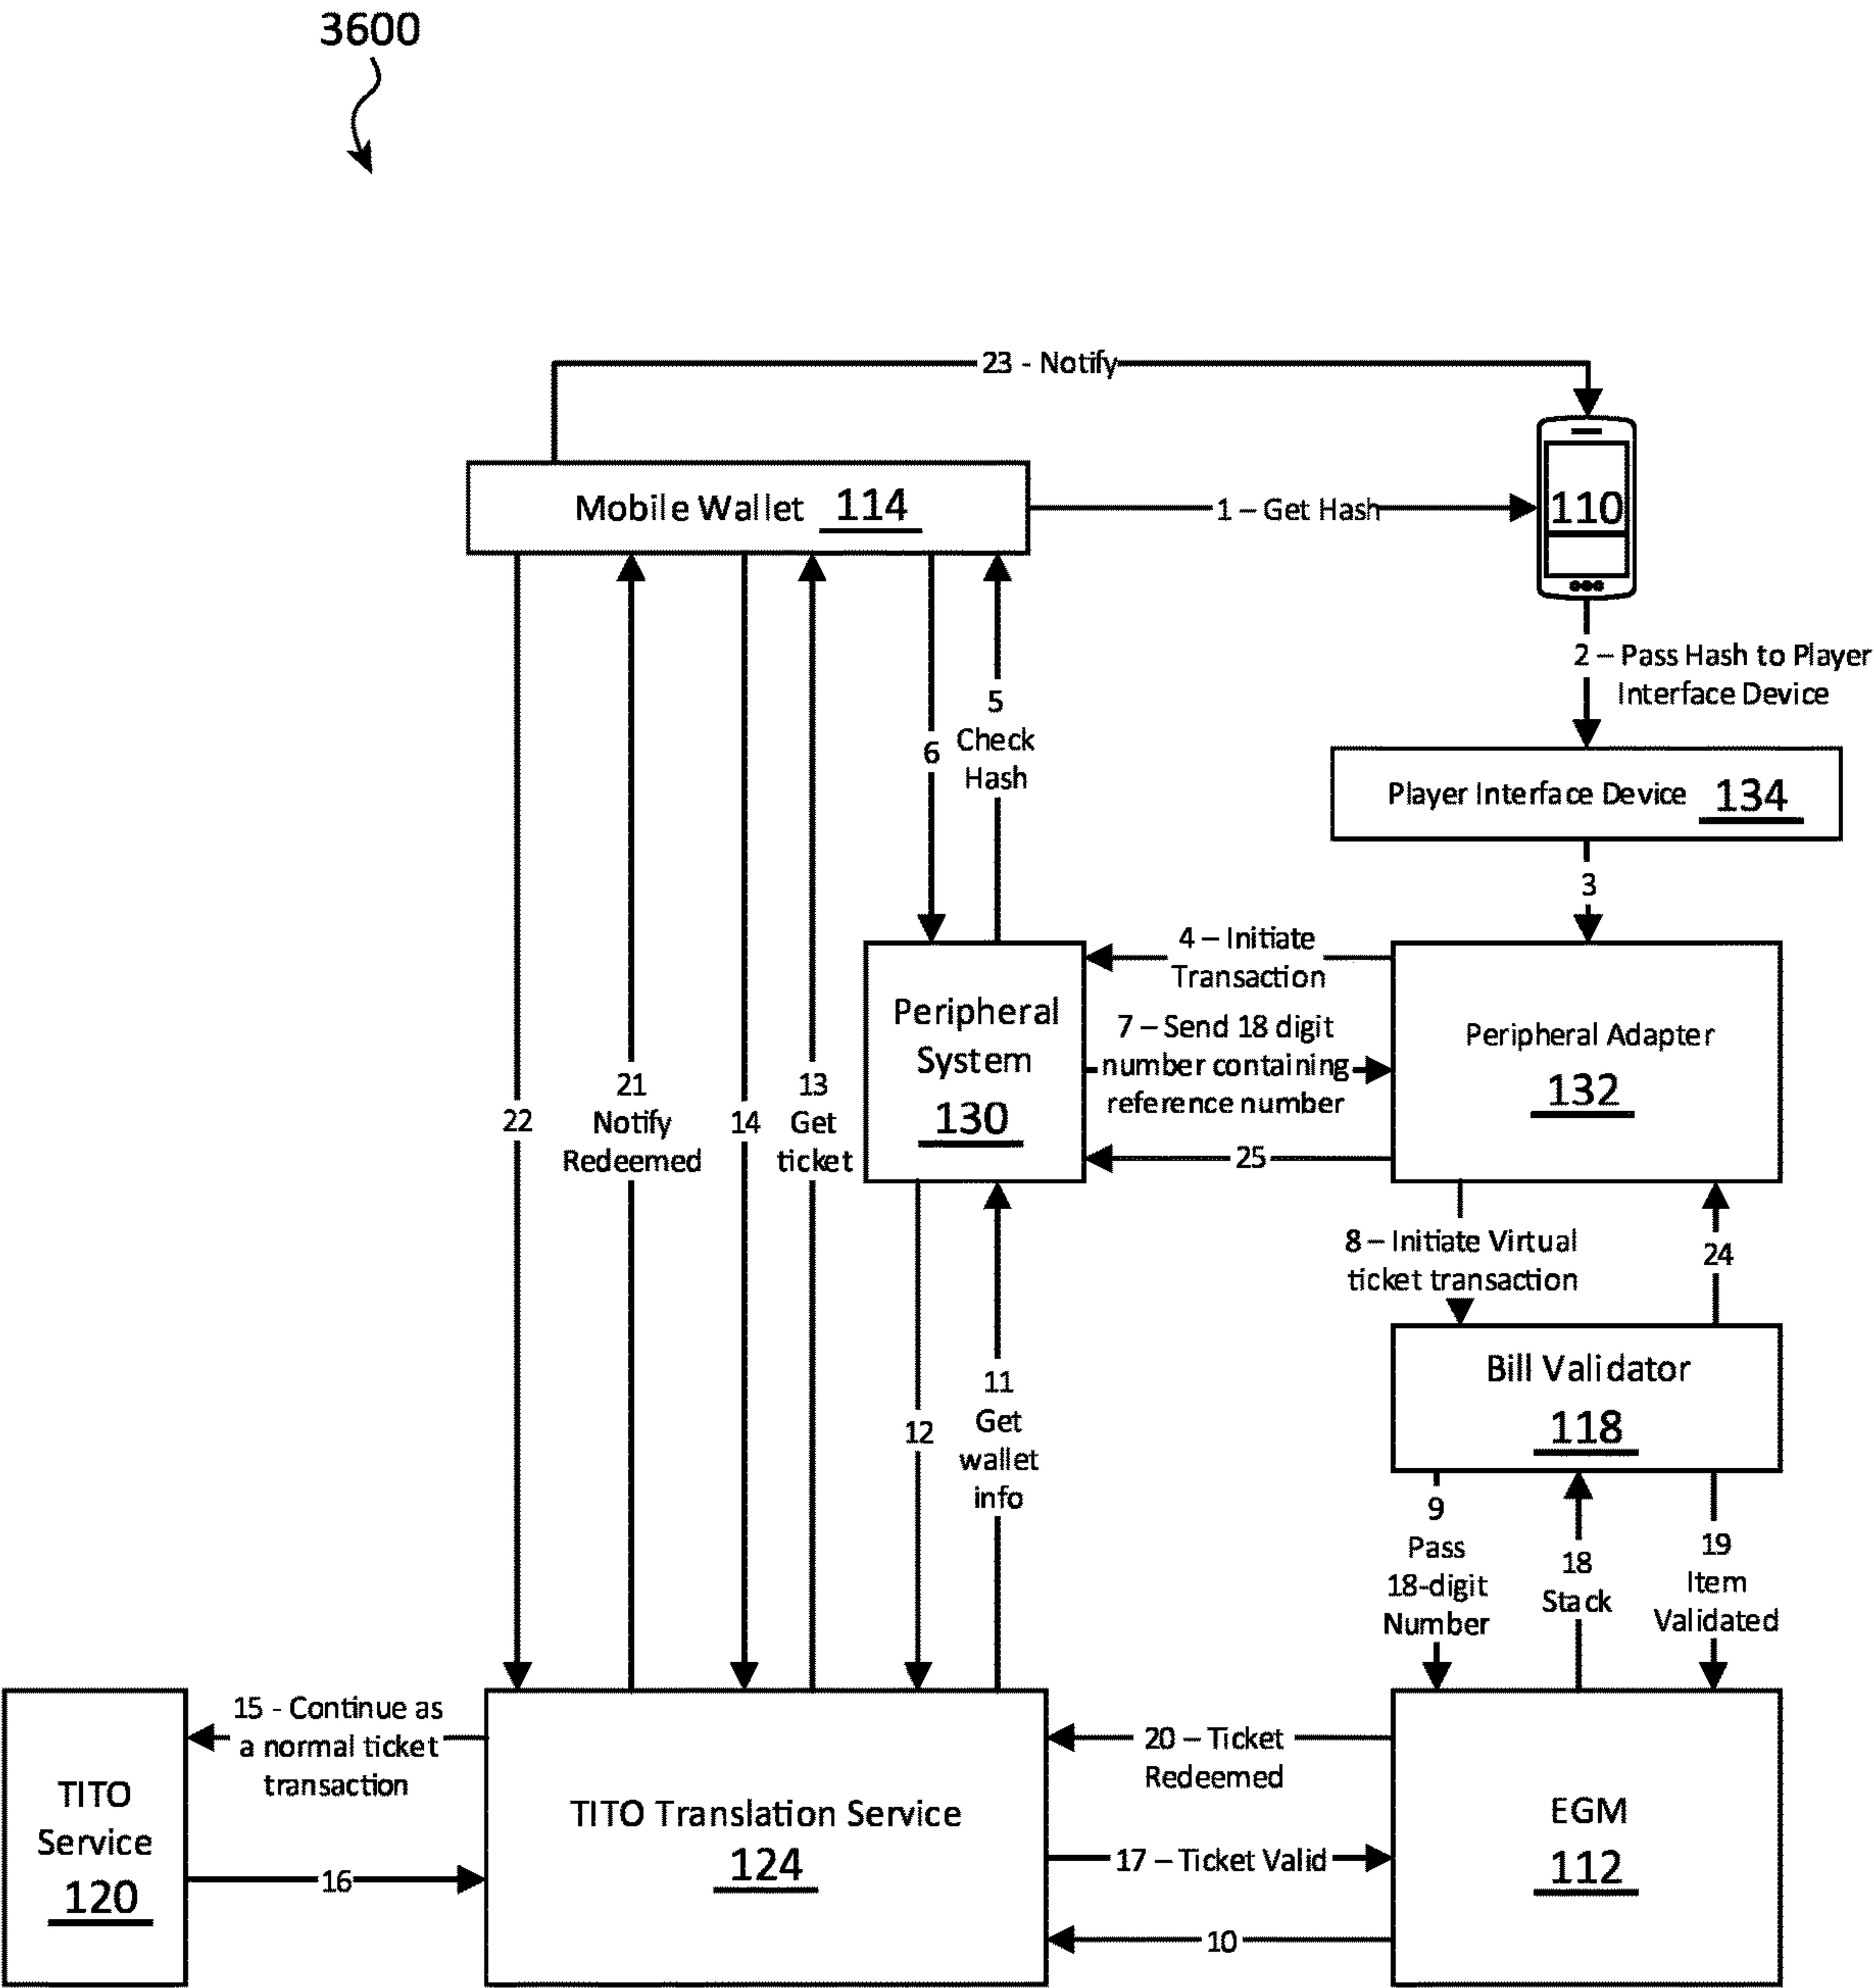 3600
23 - Notify
Mobile Wallet 114
1 – Get Hash
110
2 – Pass Hash to Player
Interface Device
Player Interface Device 134
3
5
Check
Hash
6
4 – Initiate
Transaction
Peripheral
System
130
7 – Send 18 digit
number containing
reference number
25
Peripheral Adapter
132
22
21
Notify
Redeemed
14
13
Get
ticket
8 – Initiate Virtual
ticket transaction
24
Bill Validator
118
12
11
Get
wallet
info
9
Pass
18-digit
Number
18
Stack
19
Item
Validated
15 - Continue as
a normal ticket
transaction
TITO
Service
120
16
TITO Translation Service
124
20 – Ticket
Redeemed
17 – Ticket Valid
10
EGM
112